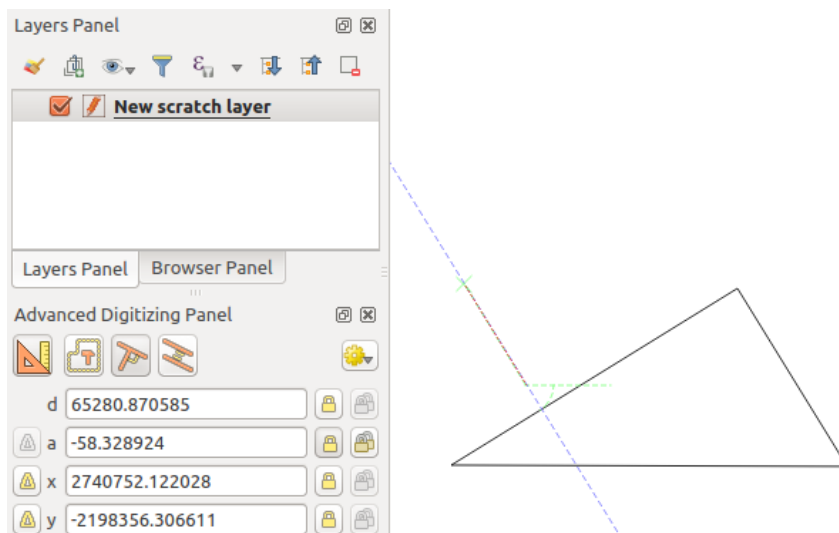 Layers Panel
New scratch layer
Layers Panel Browser Panel
Advanced Digitizing Panel
d 65280.870585
a -58.328924
x 2740752.122028
y -2198356.306611